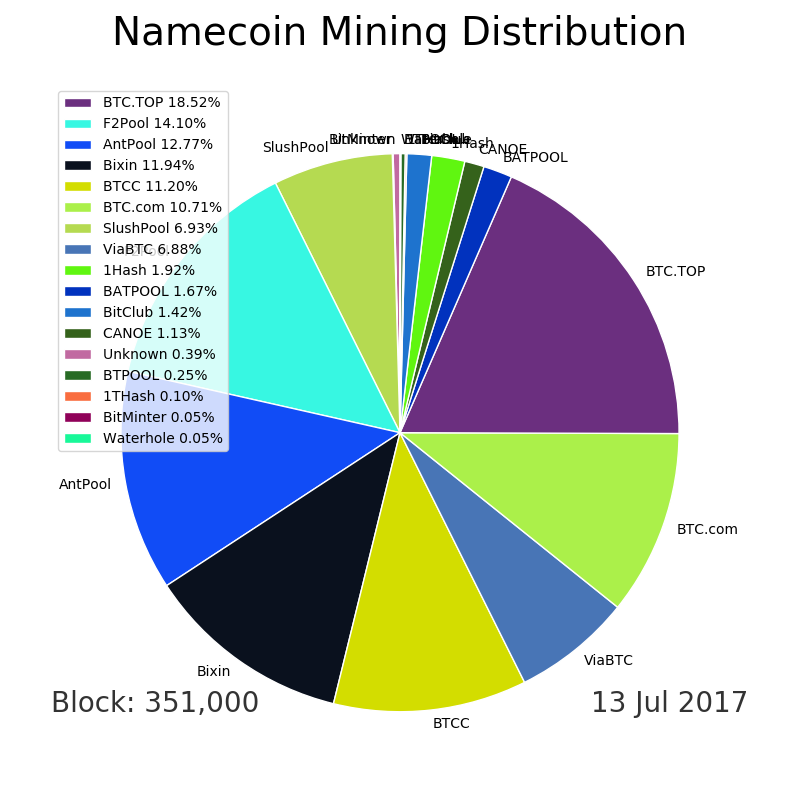 Namecoin Mining Distribution
BTC.TOP 18.52%
F2Pool 14.10%
AntPool 12.77%
Bixin 11.94%
BTCC 11.20%
BTC.com 10.71%
SlushPool 6.93%
ViaBTC 6.88%
1Hash 1.92%
BATPOOL 1.67%
BitClub 1.42%
CANOE 1.13%
Unknown 0.39%
BTPOOL 0.25%
1THash 0.10%
BitMinter 0.05%
Waterhole 0.05%
SlushPool
1Hash
CANOE
BATPOOL
BTC.TOP
AntPool
BTC.com
ViaBTC
Bixin
BTCC
Block: 351,000
13 Jul 2017